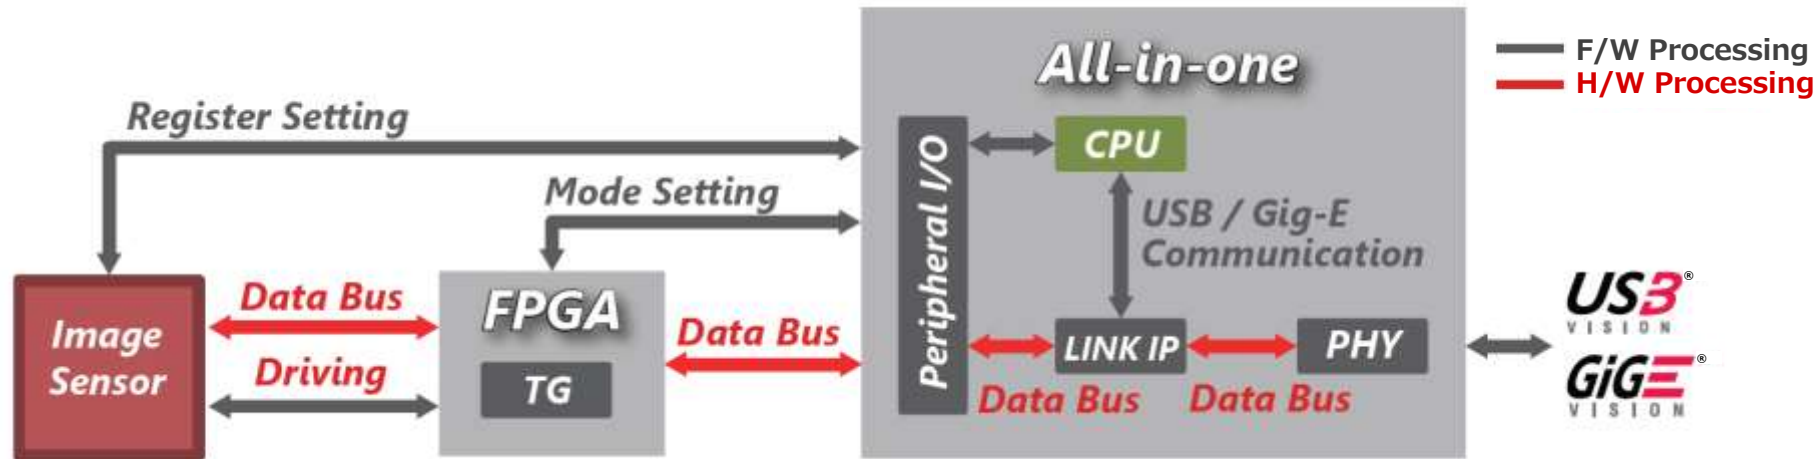 All-in-one
F/W Processing
H/W Processing
Register Setting
Mode Setting
Peripheral I/O
CPU
USB / Gig-E
Communication
Image
Sensor
Data Bus
Driving
FPGA
TG
Data Bus
LINK IP
PHY
Data Bus
Data Bus
USB®
VISION
GiGE®
VISION